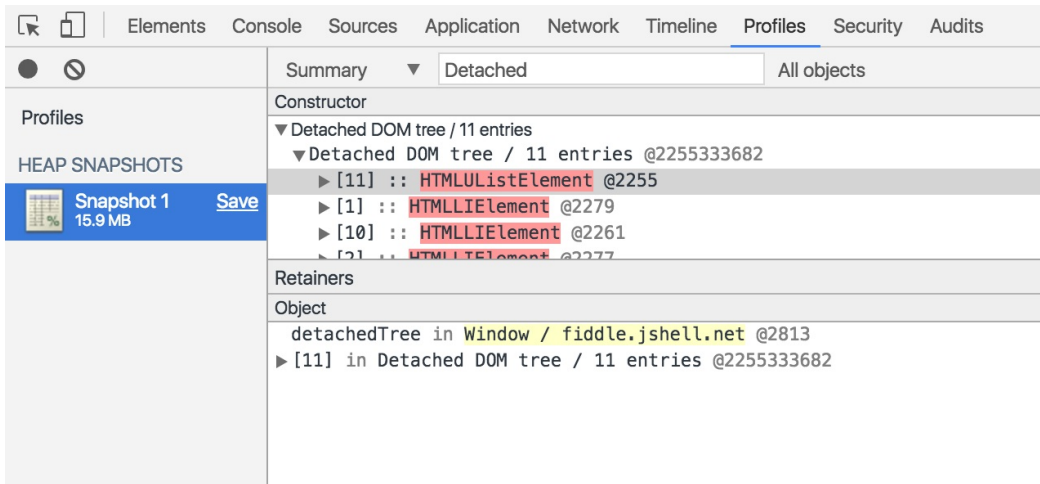 Elements Console Sources Application Network Timeline Profiles Security Audits
Summary ▼ Detached All objects
Profiles
HEAP SNAPSHOTS
Snapshot 1 Save
15.9 MB
Constructor
▼Detached DOM tree / 11 entries
▼Detached DOM tree / 11 entries @2255333682
▶[11] :: HTMLUListElement @2255
▶[1] :: HTMLLIElement @2279
▶[10] :: HTMLLIElement @2261
▶[2] :: HTMLLIElement @2277
Retainers
Object
detachedTree in Window / fiddle.jshell.net @2813
▶[11] in Detached DOM tree / 11 entries @2255333682